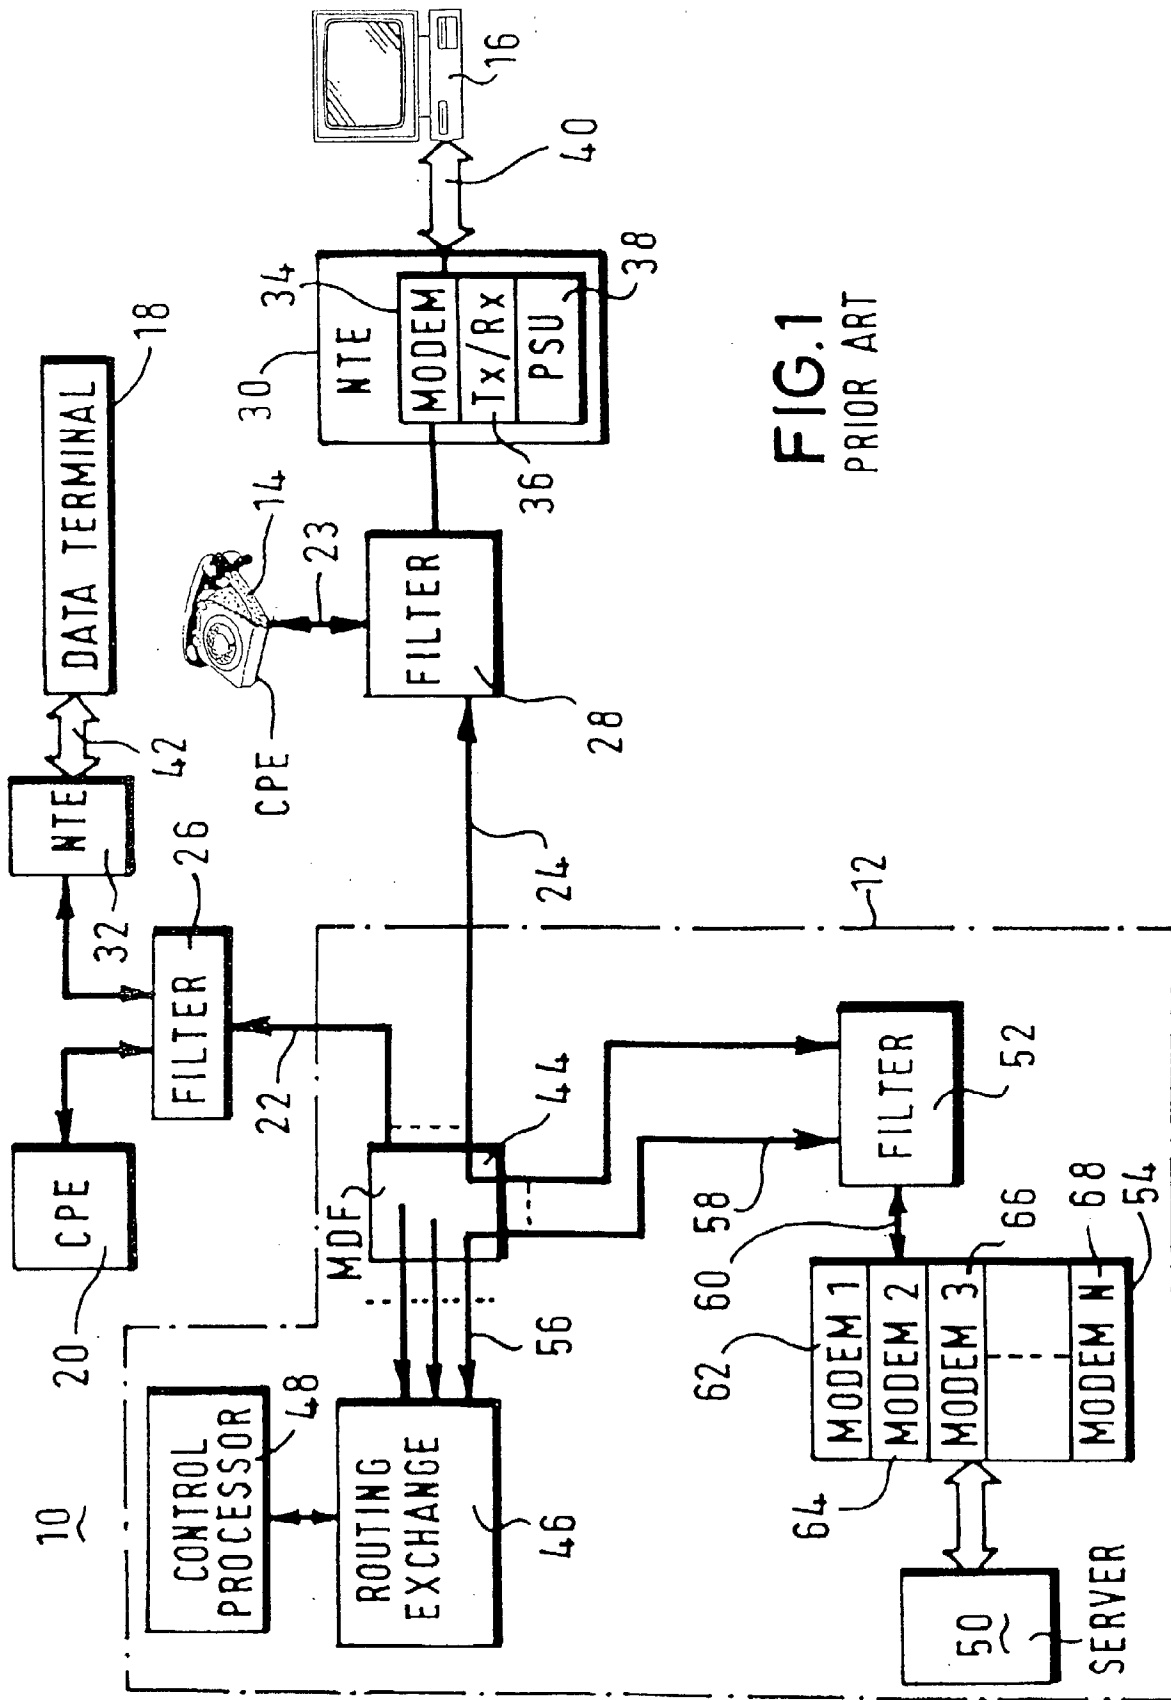 10
CONTROL
PROCESSOR
48
ROUTING
EXCHANGE
46
20
CPE
FILTER
26
32
NTE
42
DATA TERMINAL
18
22
MDF
44
56
24
CPE
14
23
FILTER
28
30
NTE
34
MODEM
Tx/Rx
PSU
36
38
40
16
12
50
SERVER
62
MODEM 1
MODEM 2
MODEM 3
MODEM N
64
66
68
54
60
58
FILTER
52
FIG.1
PRIOR ART